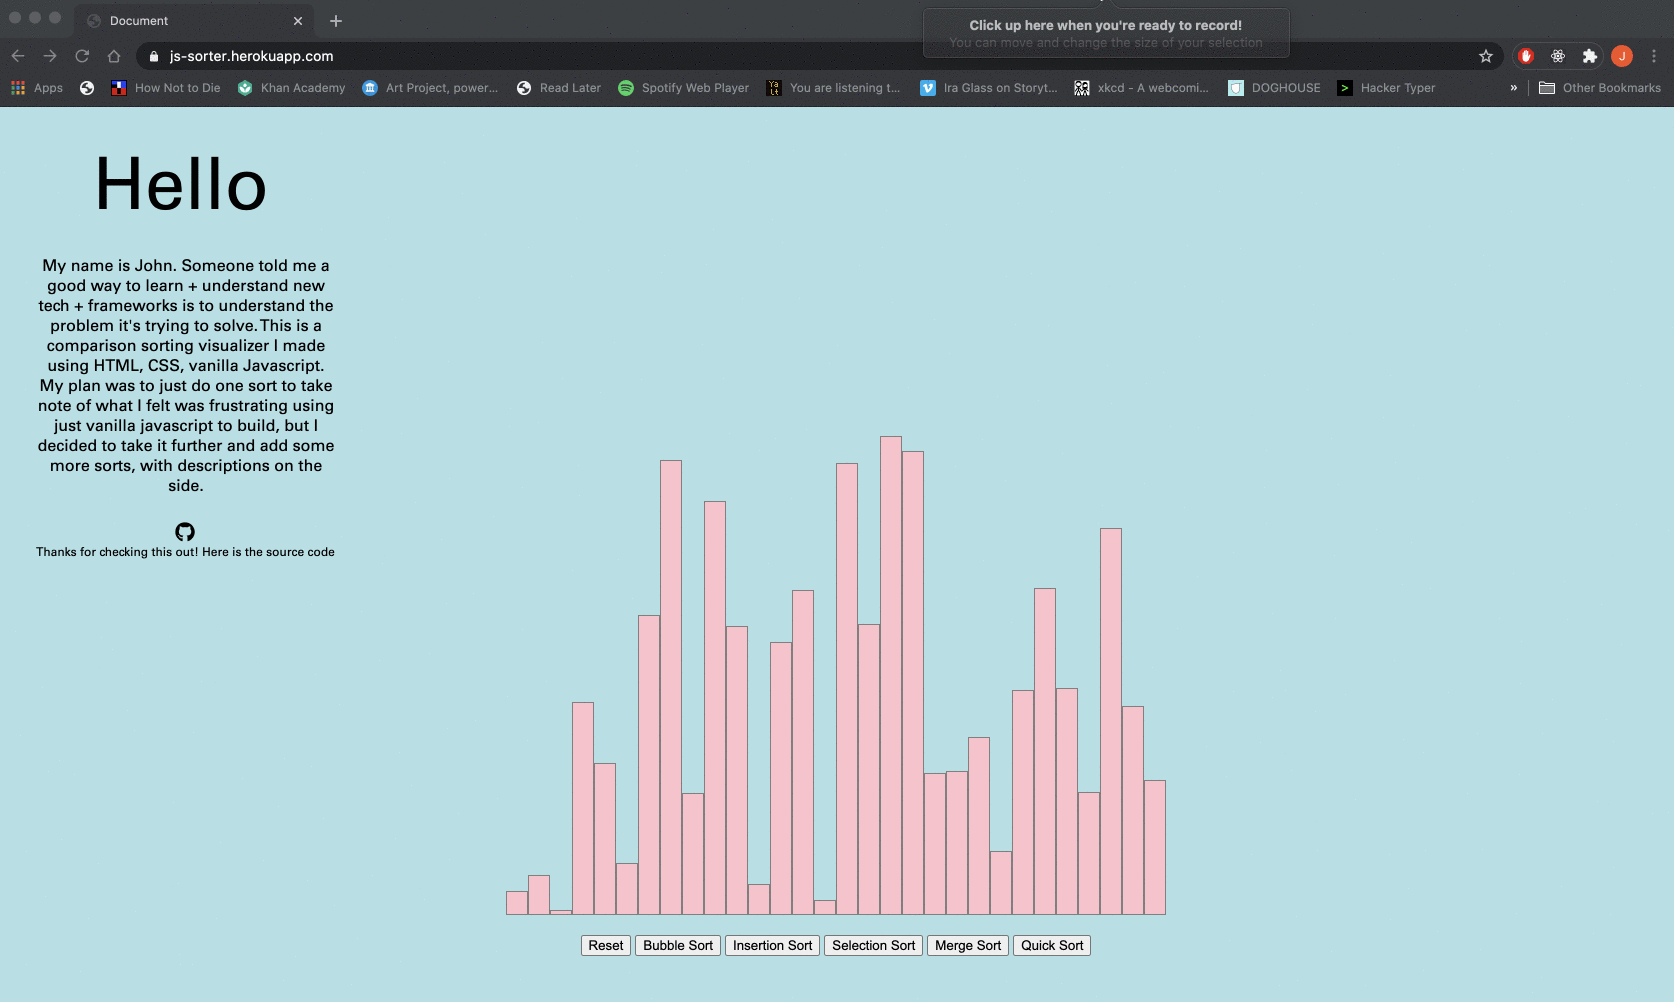 Document
Click up here when you're ready to record!
You can move and change the size of your selection
js-sorter.herokuapp.com
J
Apps
How Not to Die
Khan Academy
Art Project, power...
Read Later
Spotify Web Player
Ya
lt
You are listening t...
Ira Glass on Storyt...
xkcd - A webcomi...
DOGHOUSE
Hacker Typer
»
Other Bookmarks
Hello
My name is John. Someone told me a
good way to learn + understand new
tech + frameworks is to understand the
problem it's trying to solve. This is a
comparison sorting visualizer I made
using HTML, CSS, vanilla Javascript.
My plan was to just do one sort to take
note of what I felt was frustrating using
just vanilla javascript to build, but I
decided to take it further and add some
more sorts, with descriptions on the
side.
Thanks for checking this out! Here is the source code
Reset
Bubble Sort
Insertion Sort
Selection Sort
Merge Sort
Quick Sort